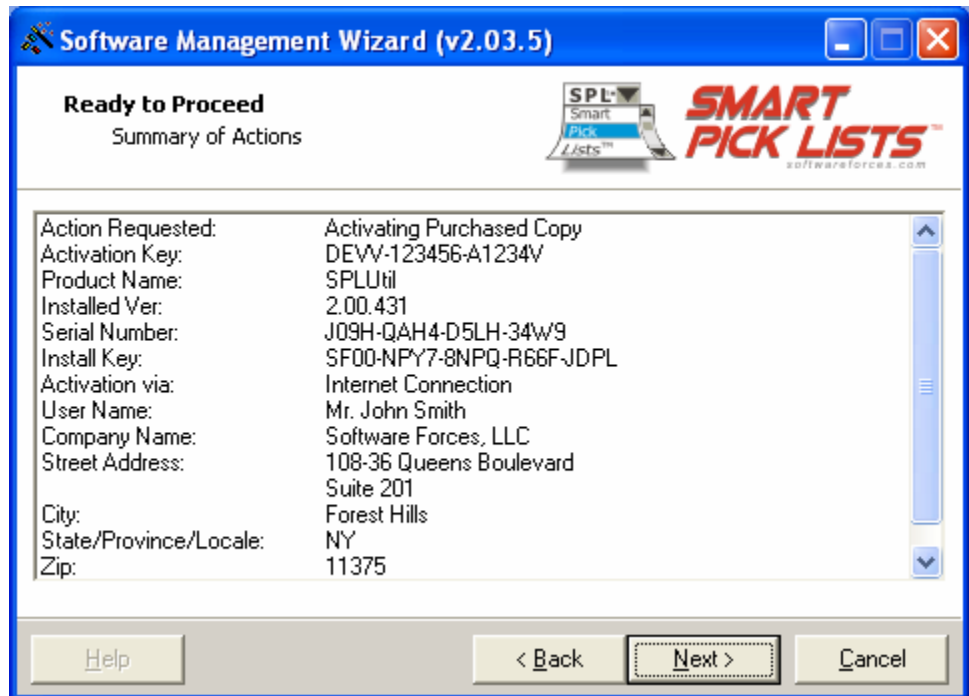 Software Management Wizard (v2.03.5)
Ready to Proceed
Summary of Actions
SPL
Smart
Pick
Lists™
SMART
PICK LISTS™
softwareforces.com
Action Requested: Activating Purchased Copy
Activation Key: DEVV-123456-A1234V
Product Name: SPLUtil
Installed Ver: 2.00.431
Serial Number: J09H-QAH4-D5LH-34W9
Install Key: SF00-NPY7-8NPQ-R66F-JDPL
Activation via: Internet Connection
User Name: Mr. John Smith
Company Name: Software Forces, LLC
Street Address: 108-36 Queens Boulevard
Suite 201
City: Forest Hills
State/Province/Locale: NY
Zip: 11375
Help
< Back
Next >
Cancel